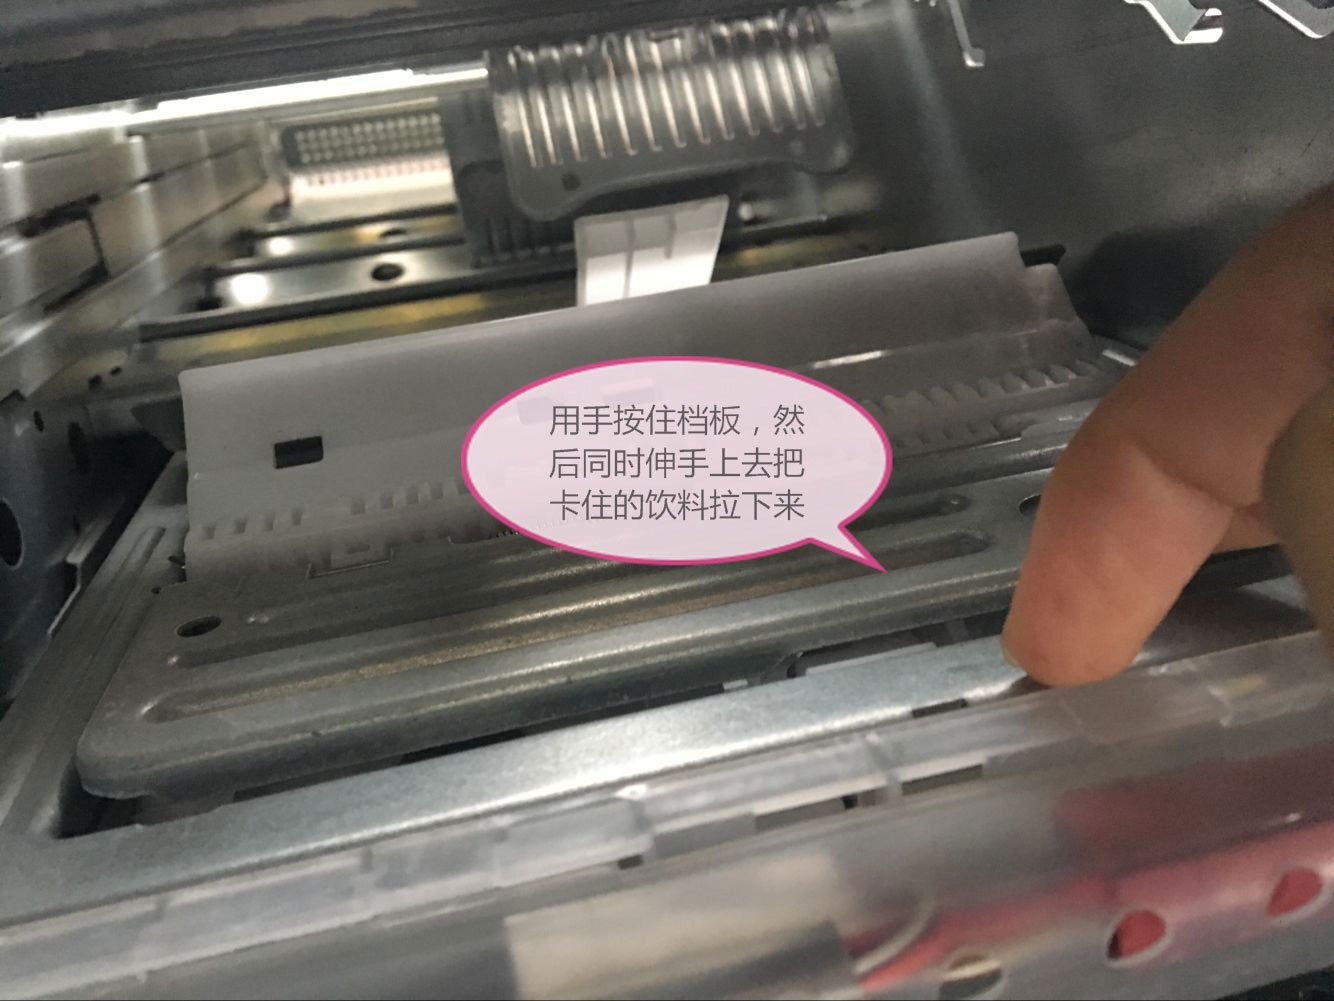 用手按住档板，然
后同时伸手上去把
卡住的饮料拉下来